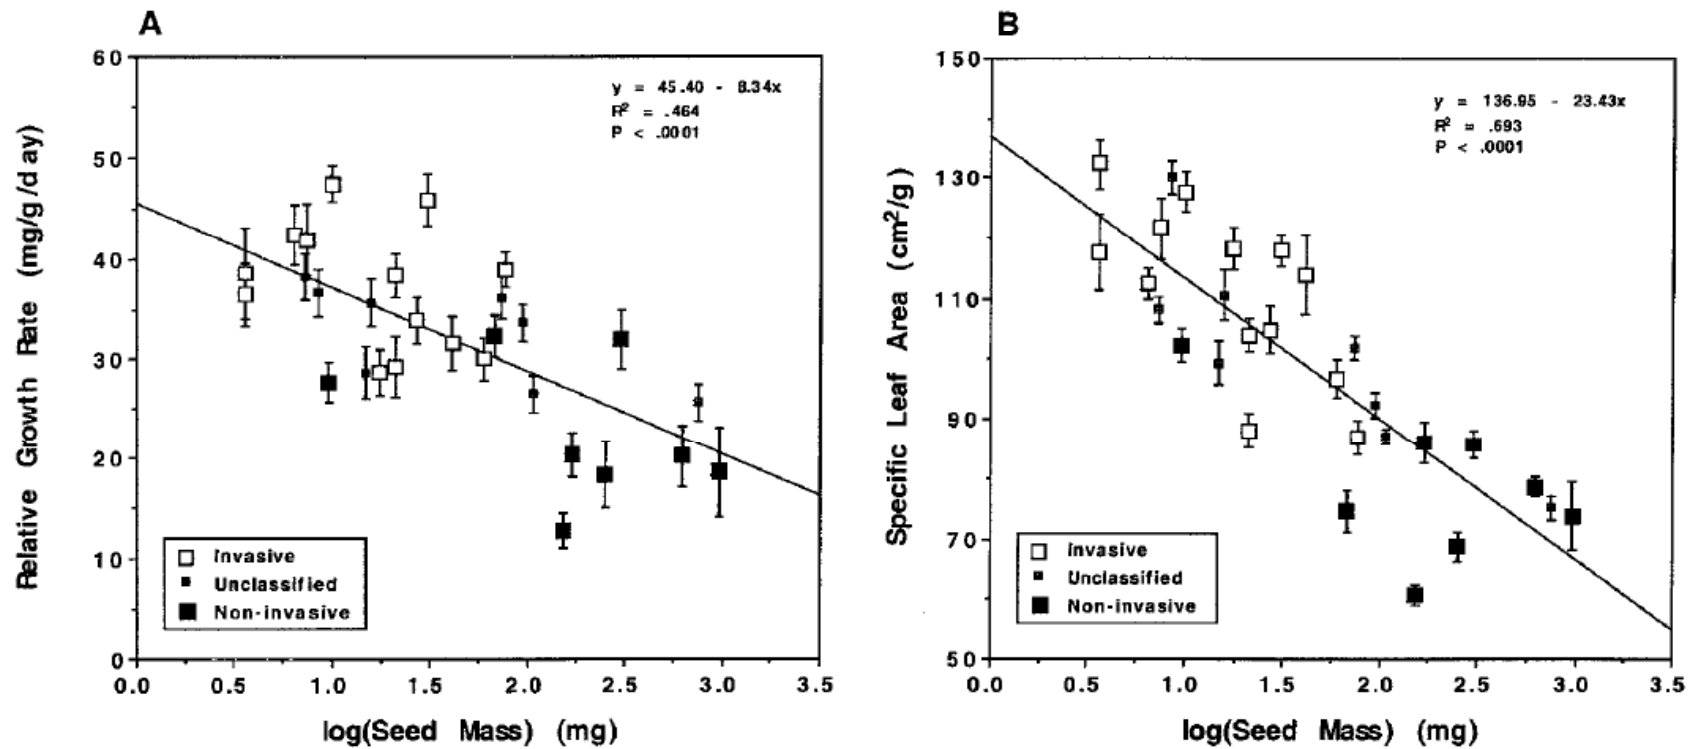 A
Relative Growth Rate (mg/g/day)
60
50
40
30
20
10
0
y = 45.40 - 8.34x
R² = .464
P < .0001
Invasive
Unclassified
Non-invasive
0.0 0.5 1.0 1.5 2.0 2.5 3.0 3.5
log(Seed Mass) (mg)
B
Specific Leaf Area (cm²/g)
150
130
110
90
70
50
y = 136.95 - 23.43x
R² = .693
P < .0001
Invasive
Unclassified
Non-invasive
0.0 0.5 1.0 1.5 2.0 2.5 3.0 3.5
log(Seed Mass) (mg)